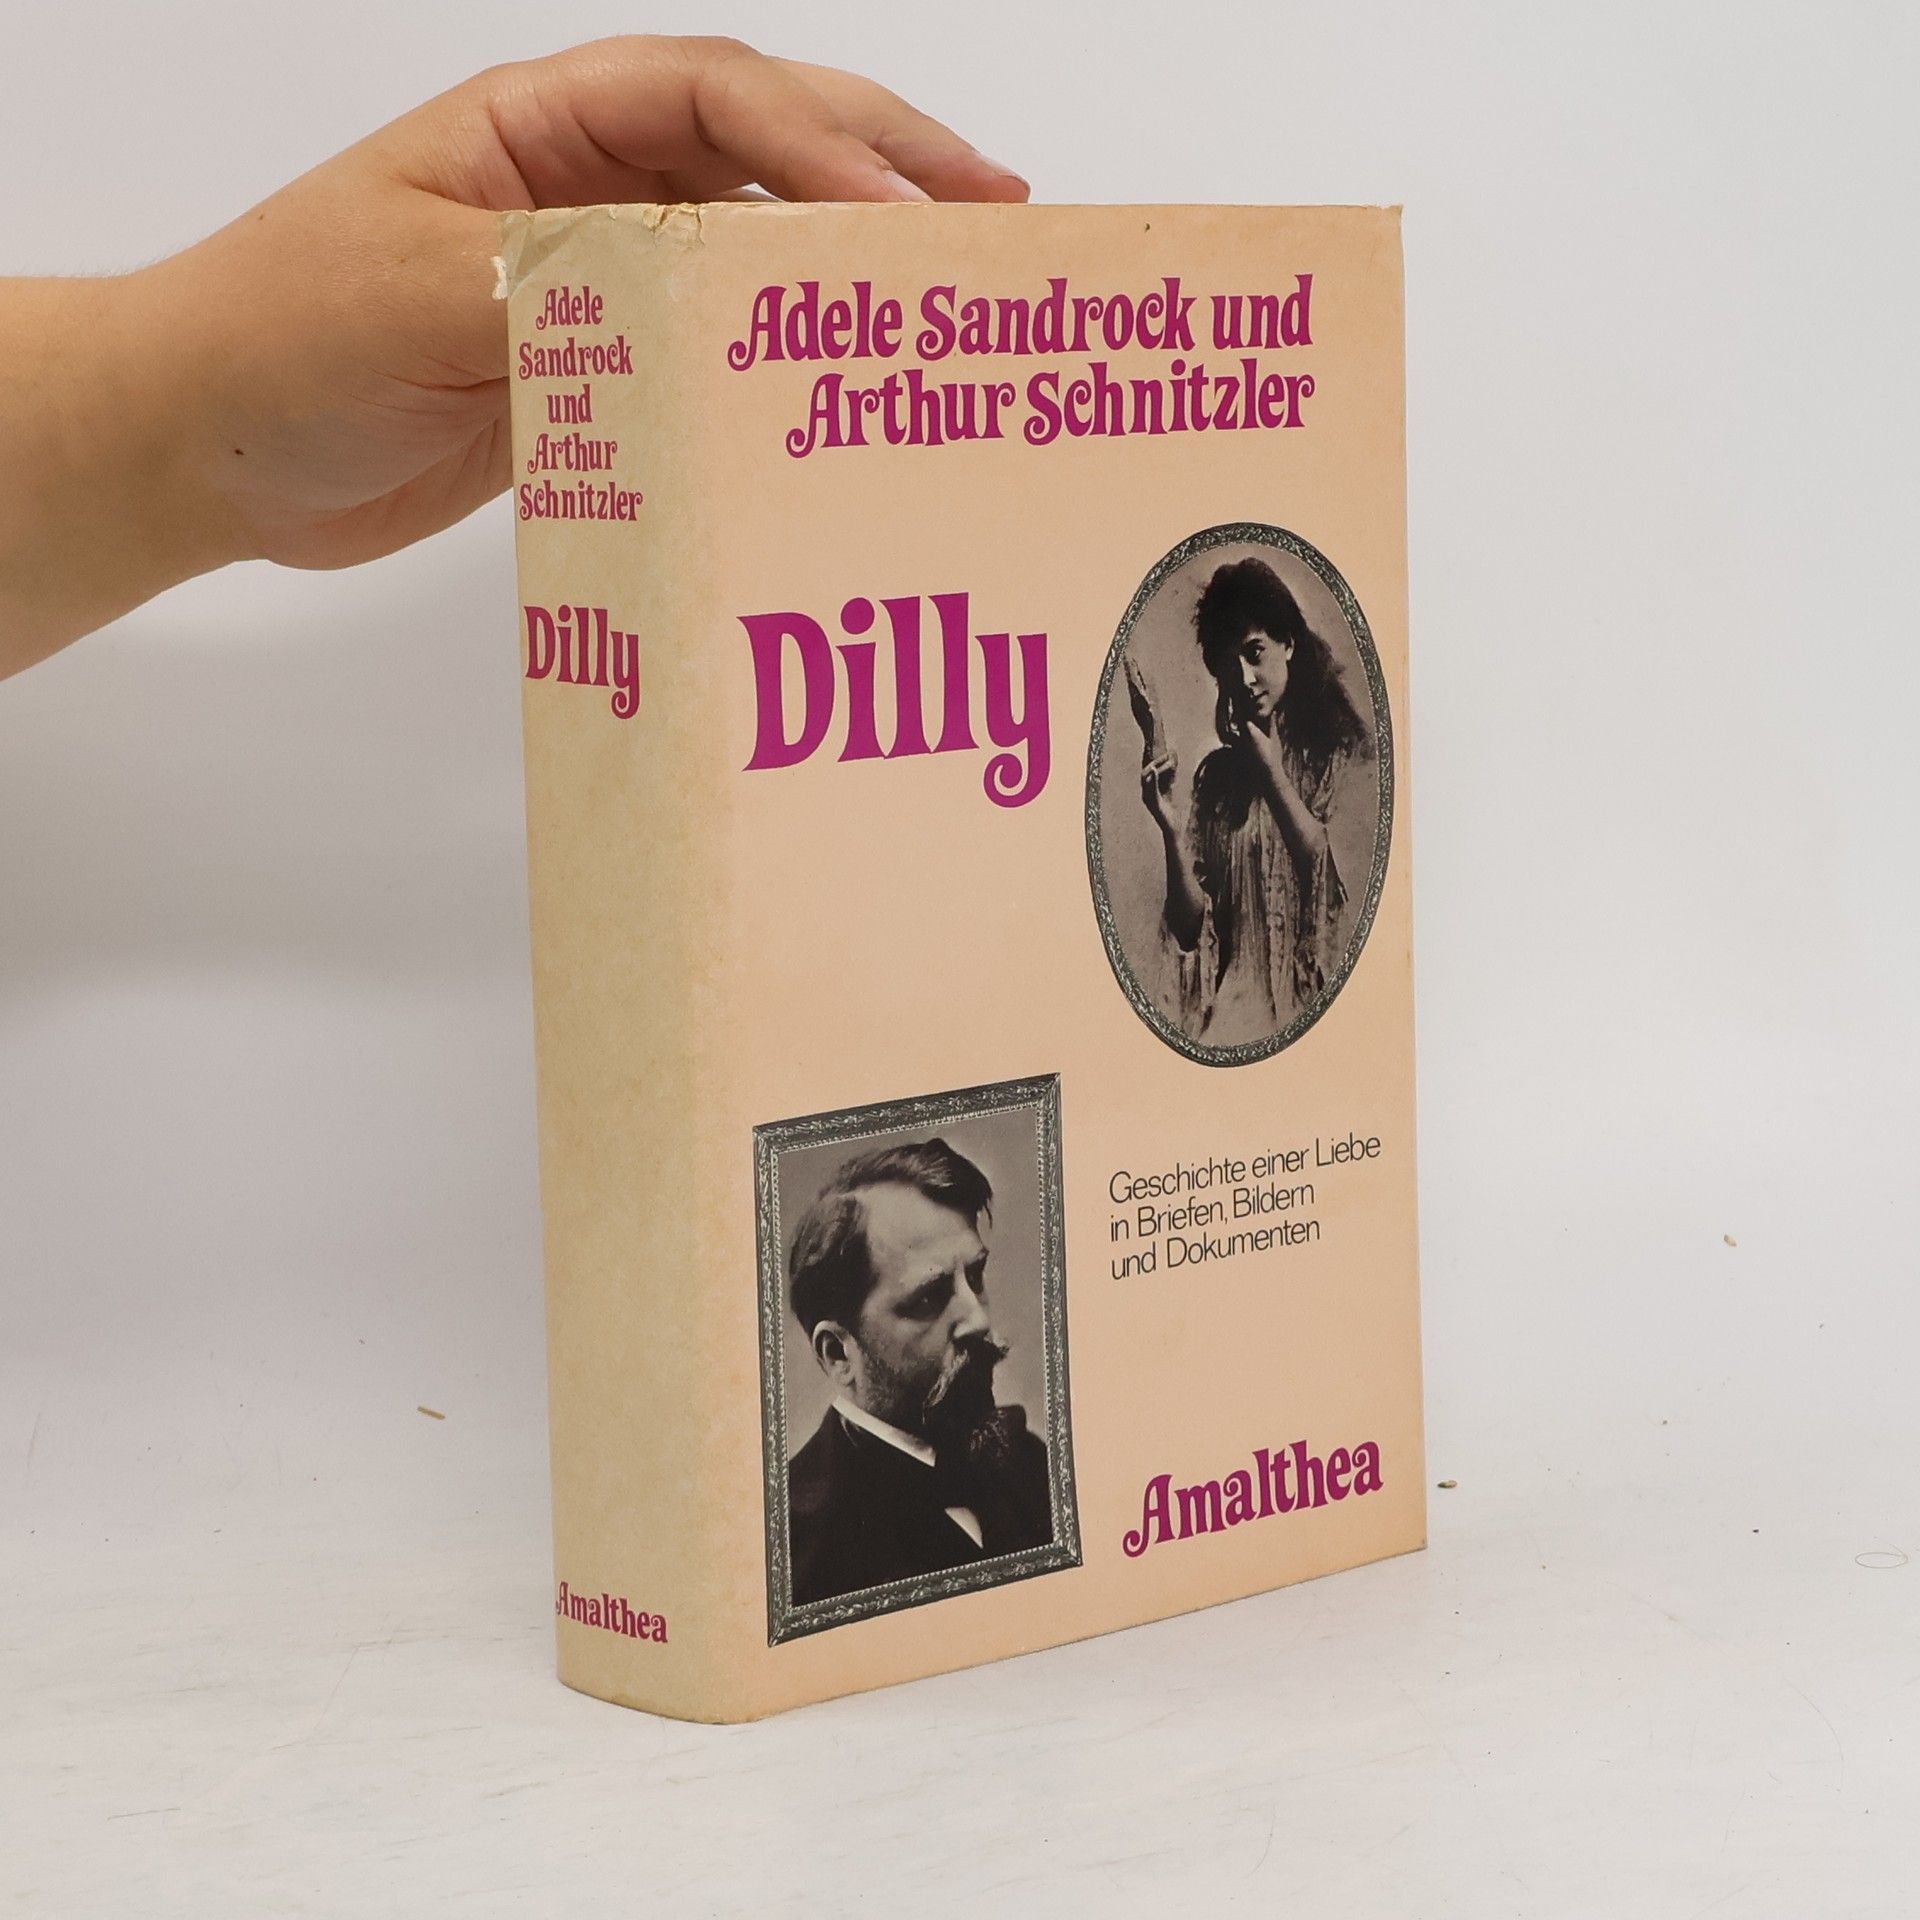 Adele
Sandrock
und
Arthur
Schnitzler
Dilly
Amalthea
Adele Sandrock und
Arthur Schnitzler
Dilly
Geschichte einer Liebe
in Briefen, Bildern
und Dokumenten
Amalthea